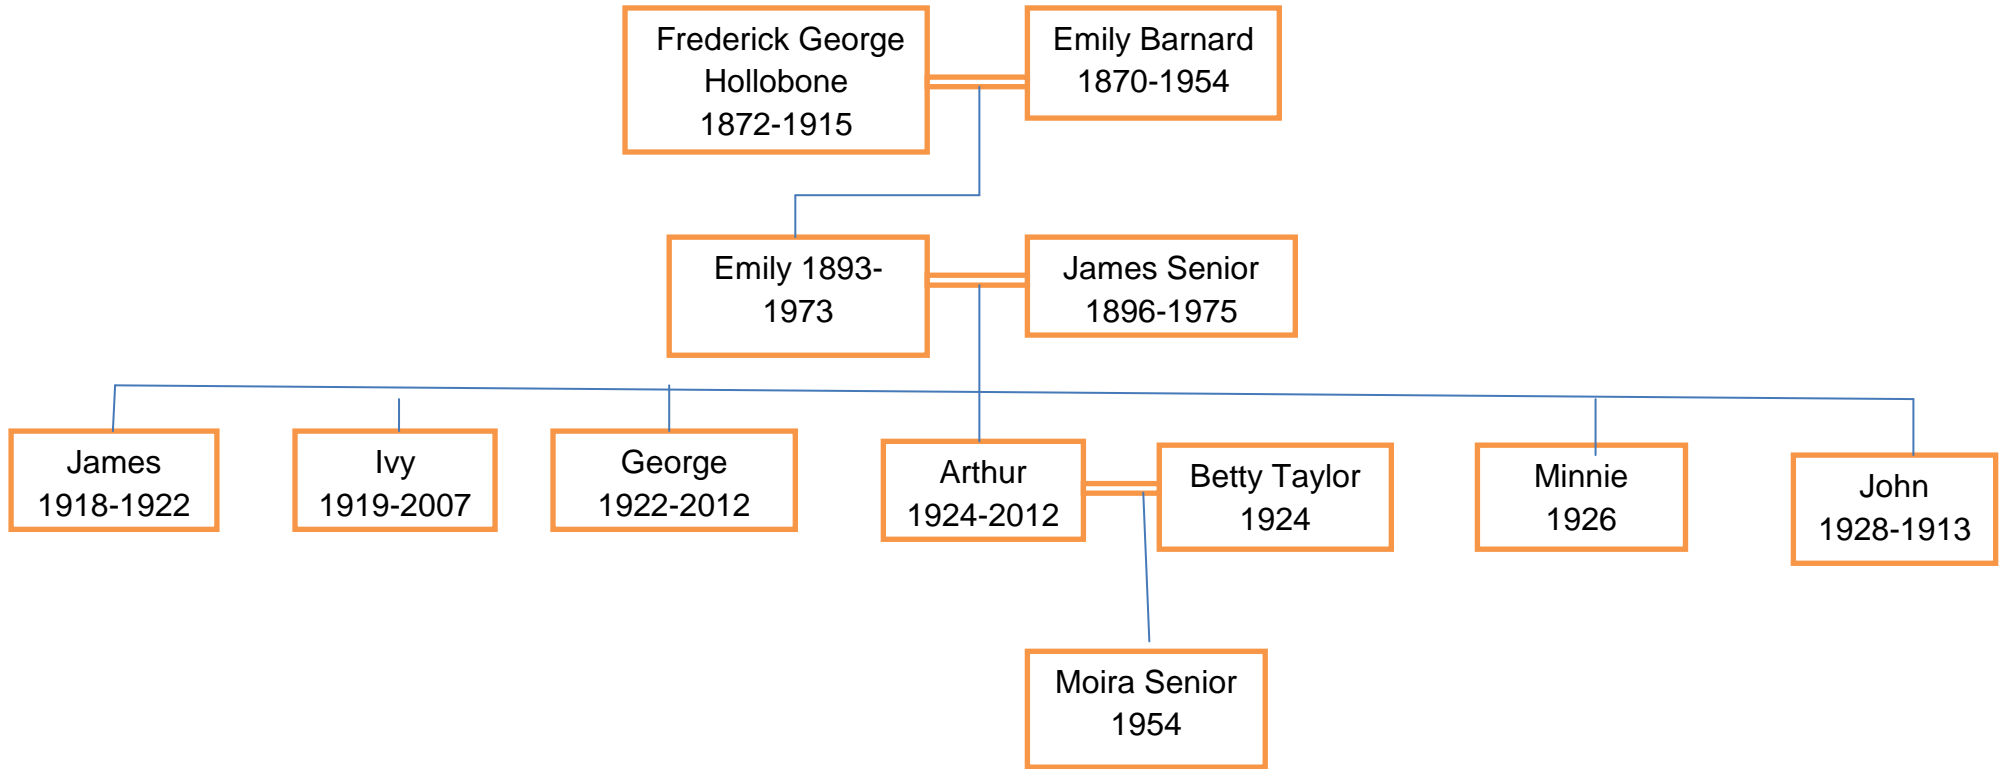 Frederick George
Hollobone
1872-1915
Emily Barnard
1870-1954
Emily 1893-
1973
James Senior
1896-1975
James
1918-1922
Ivy
1919-2007
George
1922-2012
Arthur
1924-2012
Betty Taylor
1924
Minnie
1926
John
1928-1913
Moira Senior
1954